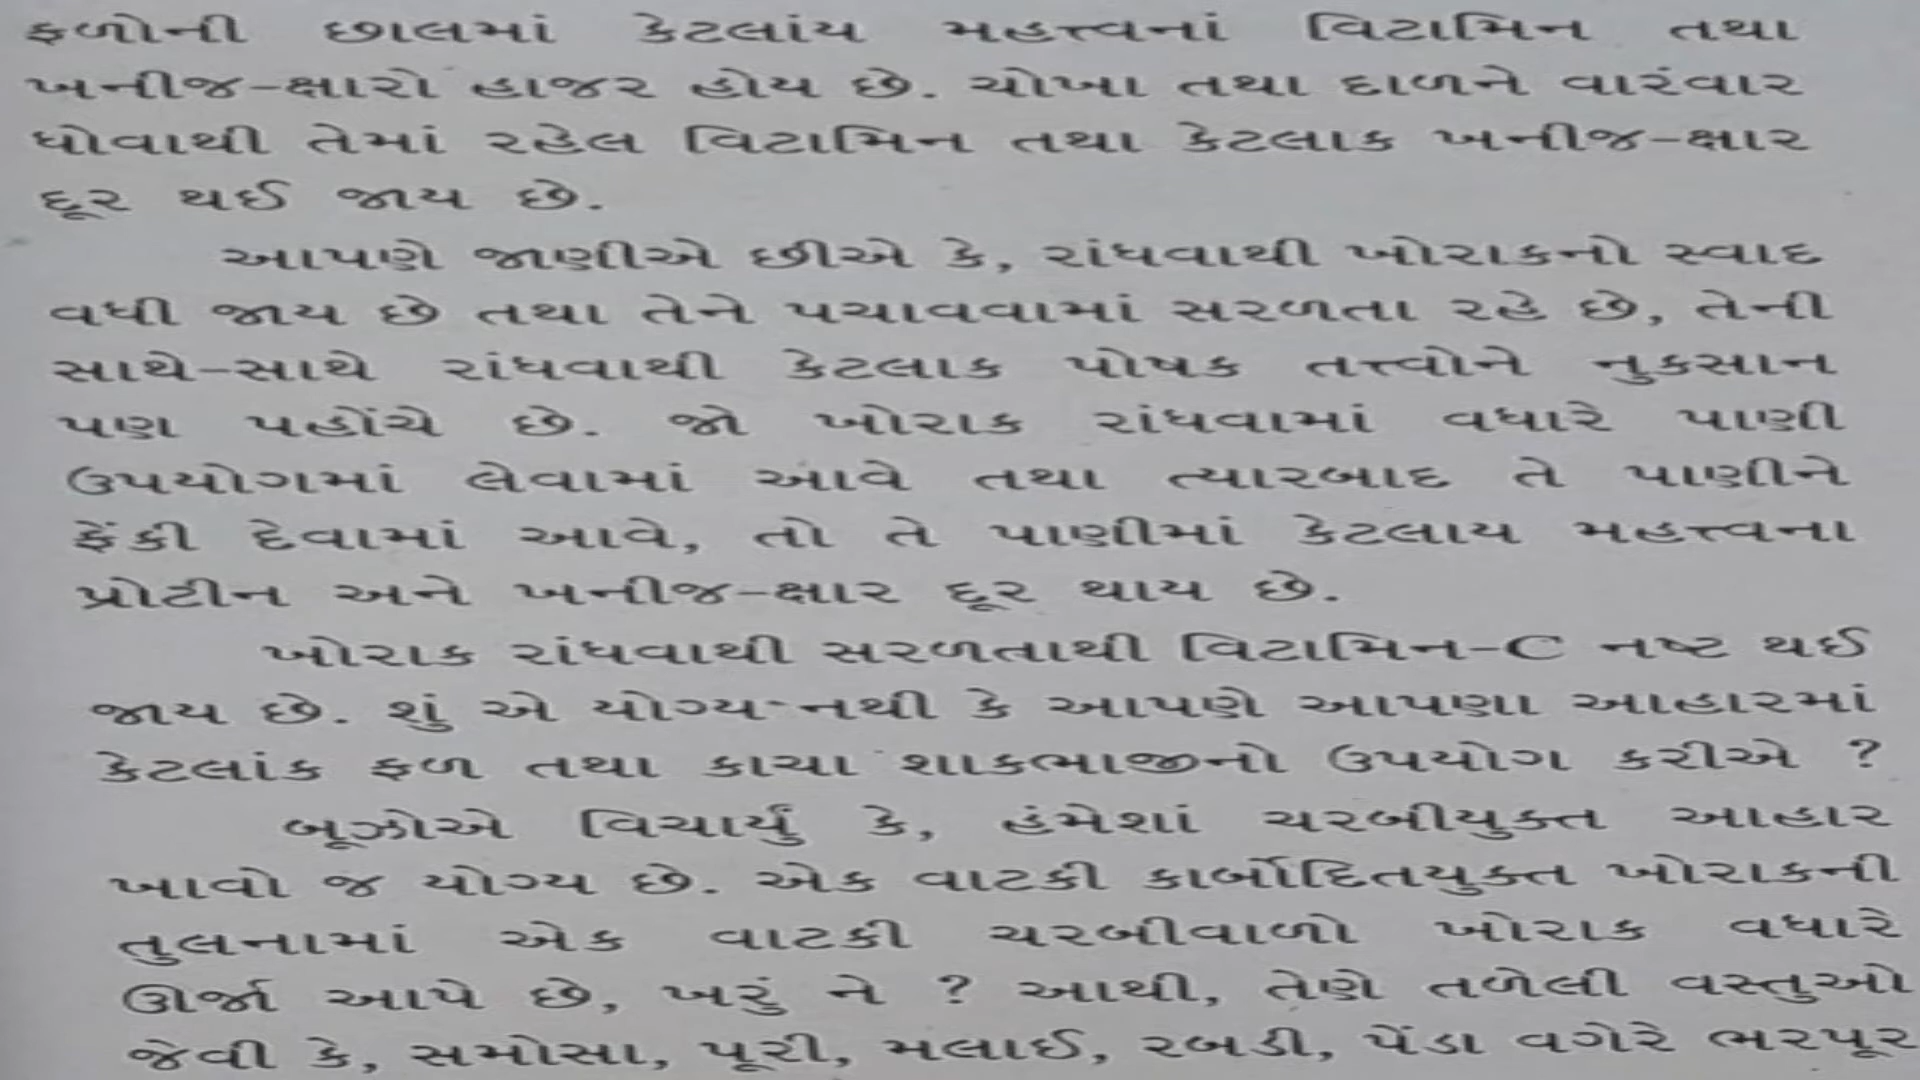 ફળોની છાલમાં કેટલાંય મહત્ત્વનાં વિટામિન તથા
ખનીજ-ક્ષારો હાજર હોય છે. ચોખા તથા દાળને વારંવાર
ધોવાથી તેમાં રહેલ વિટામિન તથા કેટલાક ખનીજ-ક્ષાર
દૂર થઈ જાય છે.
આપણે જાણીએ છીએ કે, રાંધવાથી ખોરાકનો સ્વાદ
વધી જાય છે તથા તેને પચાવવામાં સરળતા રહે છે, તેની
સાથે-સાથે રાંધવાથી કેટલાક પોષક તત્ત્વોને નુકસાન
પણ પહોંચે છે. જો ખોરાક રાંધવામાં વધારે પાણી
ઉપયોગમાં લેવામાં આવે તથા ત્યારબાદ તે પાણીને
ફેંકી દેવામાં આવે, તો તે પાણીમાં કેટલાય મહત્ત્વના
પ્રોટીન અને ખનીજ-ક્ષાર દૂર થાય છે.
ખોરાક રાંધવાથી સરળતાથી વિટામિન-C નષ્ટ થઈ
જાય છે. શું એ યોગ્ય નથી કે આપણે આપણા આહારમાં
કેટલાંક ફળ તથા કાચા શાકભાજીનો ઉપયોગ કરીએ ?
બૂઝોએ વિચાર્યું કે, હંમેશાં ચરબીયુક્ત આહાર
ખાવો જ યોગ્ય છે. એક વાટકી કાર્બોદિતયુક્ત ખોરાકની
તુલનામાં એક વાટકી ચરબીવાળો ખોરાક વધારે
ઊર્જા આપે છે, ખરું ને ? આથી, તેણે તળેલી વસ્તુઓ
જેવી કે, સમોસા, પૂરી, મલાઈ, રબડી, પેંડા વગેરે ભરપૂર